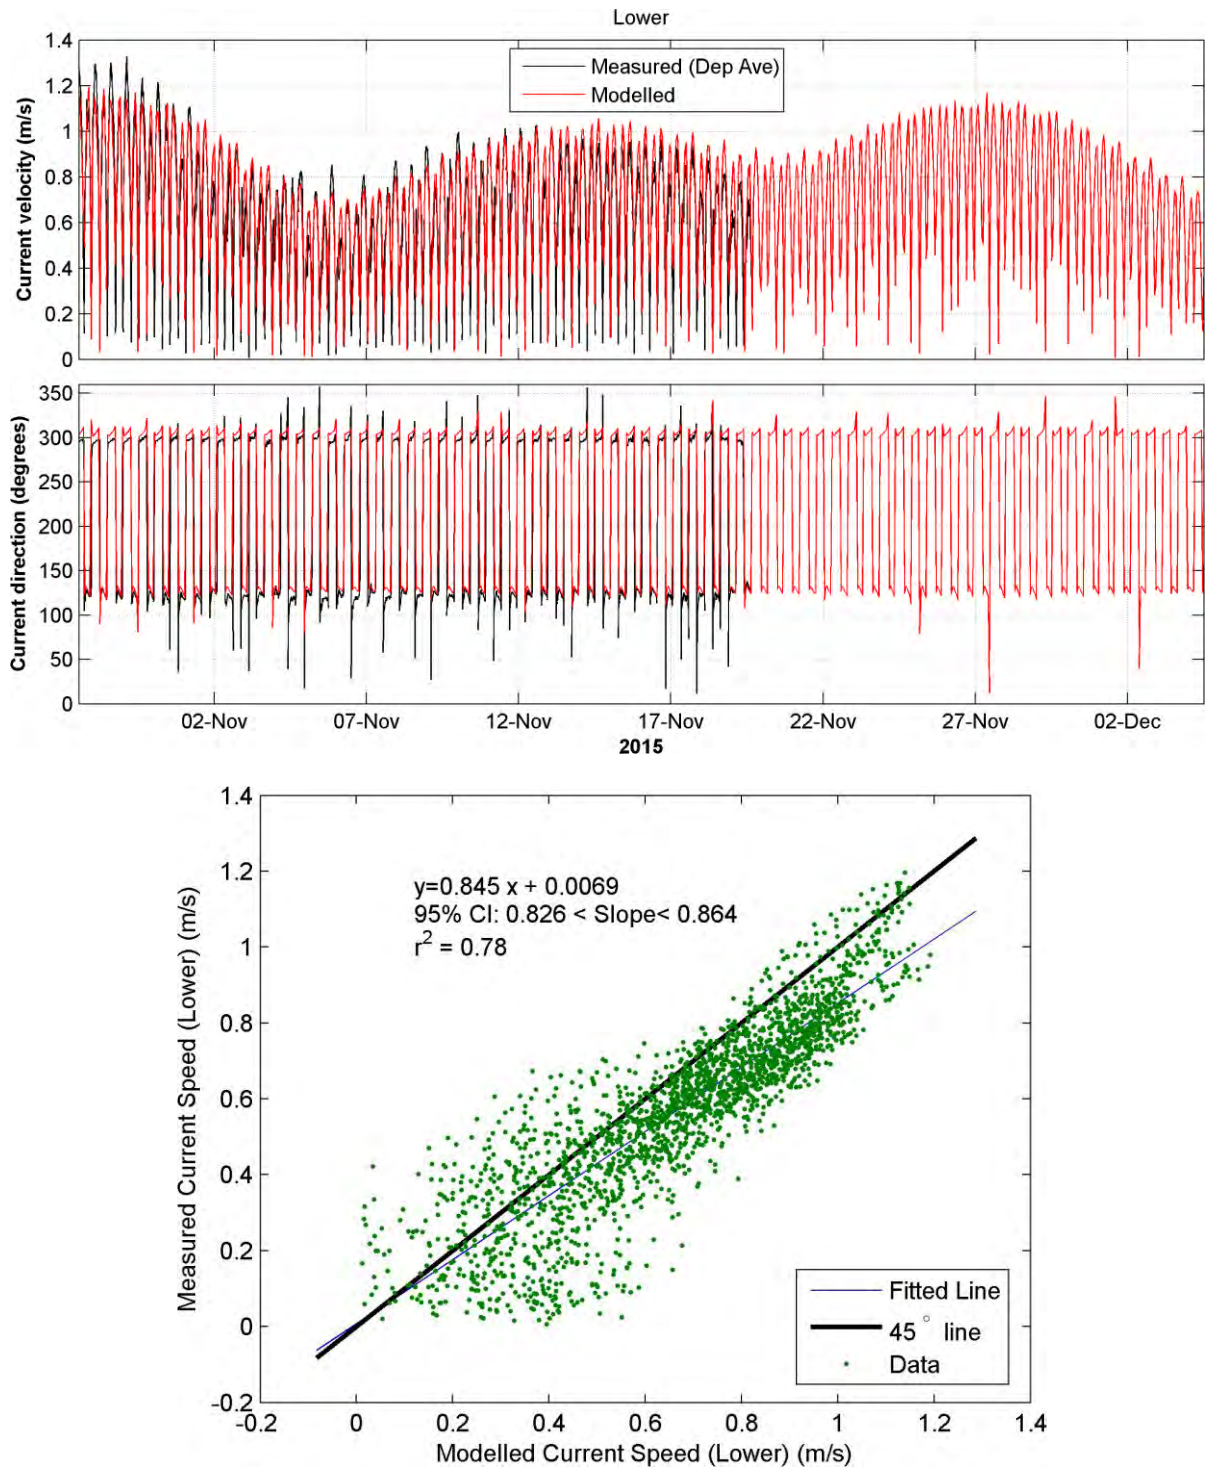 Lower
1.4
1.2
1
0.8
0.6
0.4
0.2
0
Current velocity (m/s)
Measured (Dep Ave)
Modelled
350
300
250
200
150
100
50
0
Current direction (degrees)
02-Nov 07-Nov 12-Nov 17-Nov 22-Nov 27-Nov 02-Dec
2015
1.4
1.2
1
0.8
0.6
0.4
0.2
0
-0.2
Measured Current Speed (Lower) (m/s)
y=0.845 x + 0.0069
95% CI: 0.826 < Slope< 0.864
r² = 0.78
Fitted Line
45° line
Data
-0.2 0 0.2 0.4 0.6 0.8 1 1.2 1.4
Modelled Current Speed (Lower) (m/s)